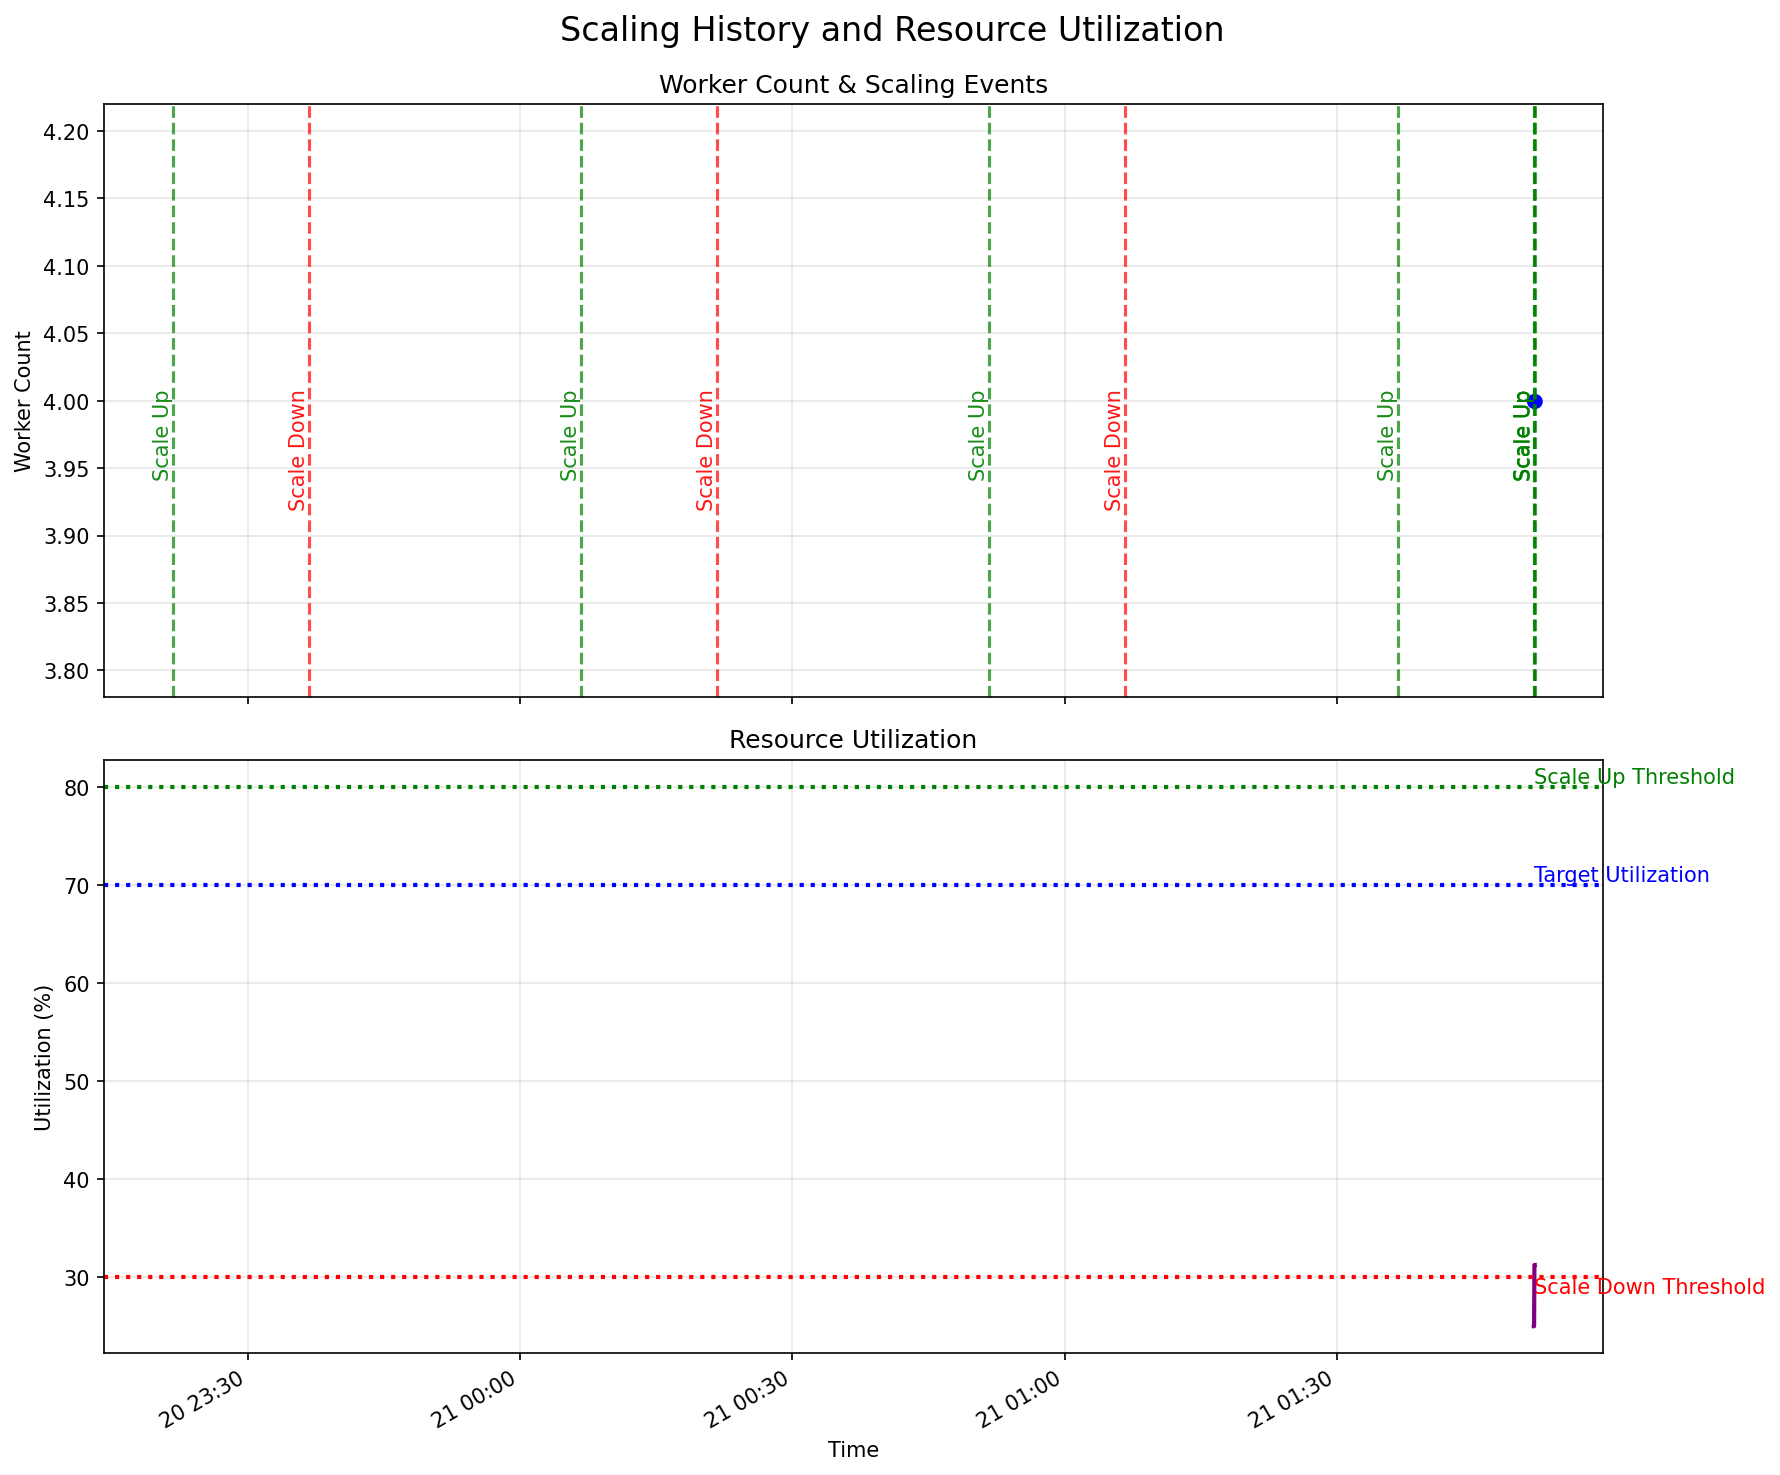 Scaling History and Resource Utilization
Worker Count & Scaling Events
4.20
4.15
4.10
4.05
4.00
3.95
3.90
3.85
3.80
Worker Count
Scale Up
Scale Down
Scale Up
Scale Down
Scale Up
Scale Down
Scale Up
Scale Up
Resource Utilization
80
70
60
50
40
30
Utilization (%)
Scale Up Threshold
Target Utilization
Scale Down Threshold
20 23:30
21 00:00
21 00:30
21 01:00
21 01:30
Time